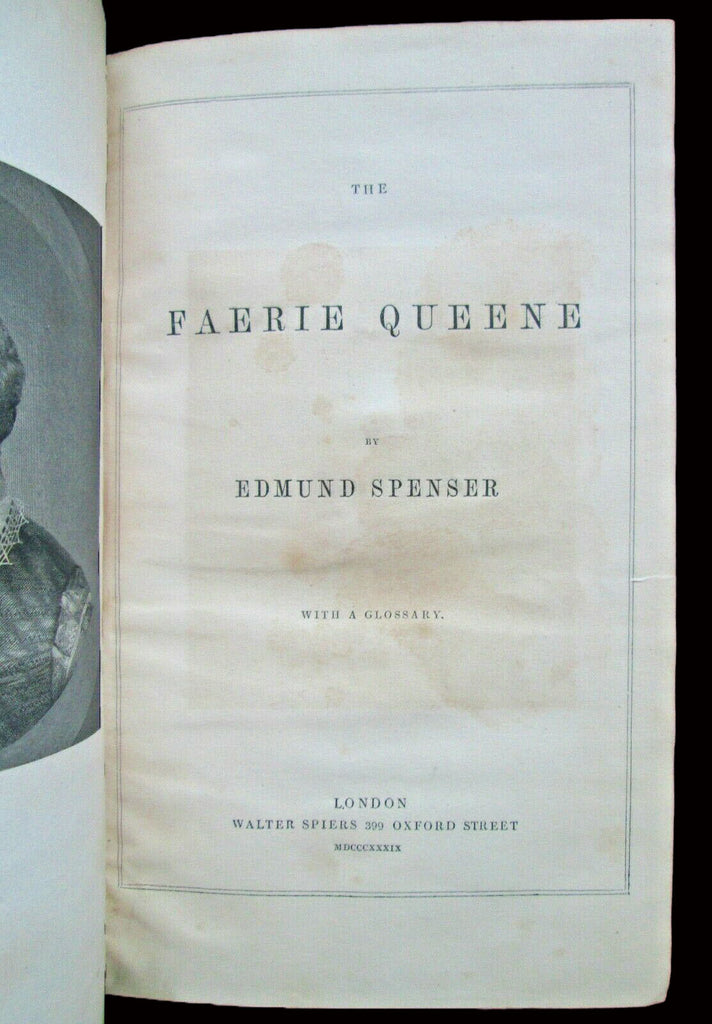 THE
FAERIE QUEENE
BY
EDMUND SPENSER
WITH A GLOSSARY.
LONDON
WALTER SPIERS 399 OXFORD STREET
MDCCCXXXIX